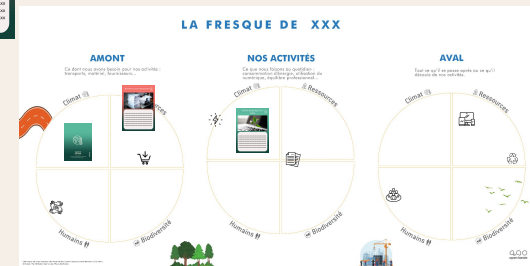 LA FRESQUE DE XXX
AMONT
Ce dont nous avons besoin pour nos activités :
transports, matériel, fournisseurs...
Climat
Humains
Biodiversité
NOS ACTIVITÉS
Ce que nous faisons au quotidien :
consommation d'énergie, utilisation du
numérique, équilibre professionnel...
Climat
Ressources
Humains
Biodiversité
AVAL
Tout ce qu'il se passe après ou ce qu'il
découle de nos activités.
Climat
Ressources
Humains
Biodiversité